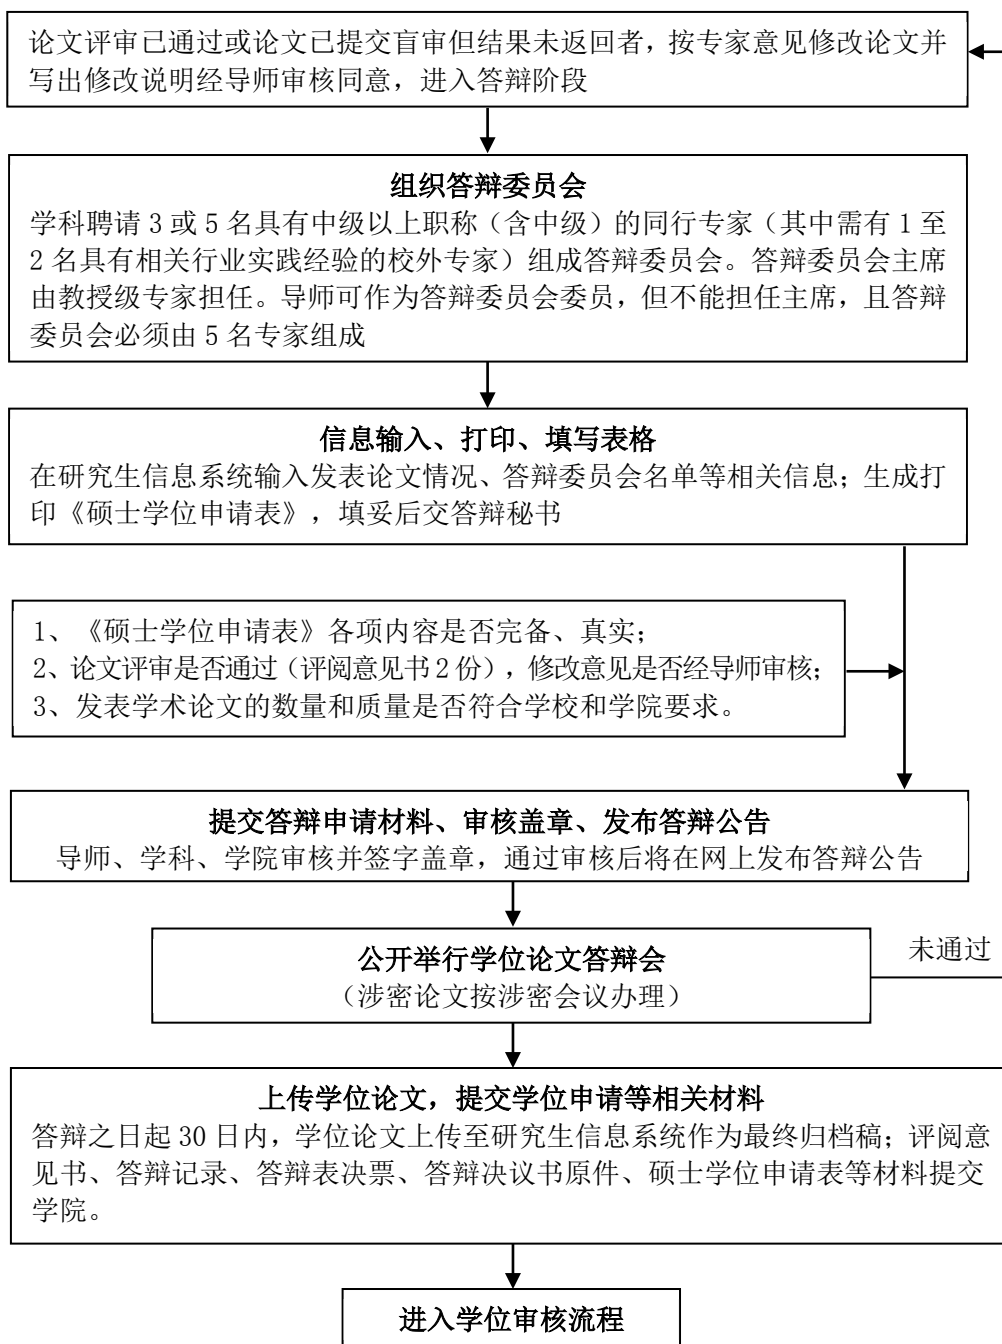 论文评审已通过或论文已提交盲审但结果未返回者，按专家意见修改论文并
写出修改说明经导师审核同意，进入答辩阶段
组织答辩委员会
学科聘请 3 或 5 名具有中级以上职称（含中级）的同行专家（其中需有 1 至
2 名具有相关行业实践经验的校外专家）组成答辩委员会。答辩委员会主席
由教授级专家担任。导师可作为答辩委员会委员，但不能担任主席，且答辩
委员会必须由 5 名专家组成
信息输入、打印、填写表格
在研究生信息系统输入发表论文情况、答辩委员会名单等相关信息；生成打
印《硕士学位申请表》，填妥后交答辩秘书
1、《硕士学位申请表》各项内容是否完备、真实；
2、论文评审是否通过（评阅意见书 2 份），修改意见是否经导师审核；
3、发表学术论文的数量和质量是否符合学校和学院要求。
提交答辩申请材料、审核盖章、发布答辩公告
导师、学科、学院审核并签字盖章，通过审核后将在网上发布答辩公告
公开举行学位论文答辩会
（涉密论文按涉密会议办理）
未通过
上传学位论文，提交学位申请等相关材料
答辩之日起 30 日内，学位论文上传至研究生信息系统作为最终归档稿；评阅意
见书、答辩记录、答辩表决票、答辩决议书原件、硕士学位申请表等材料提交
学院。
进入学位审核流程